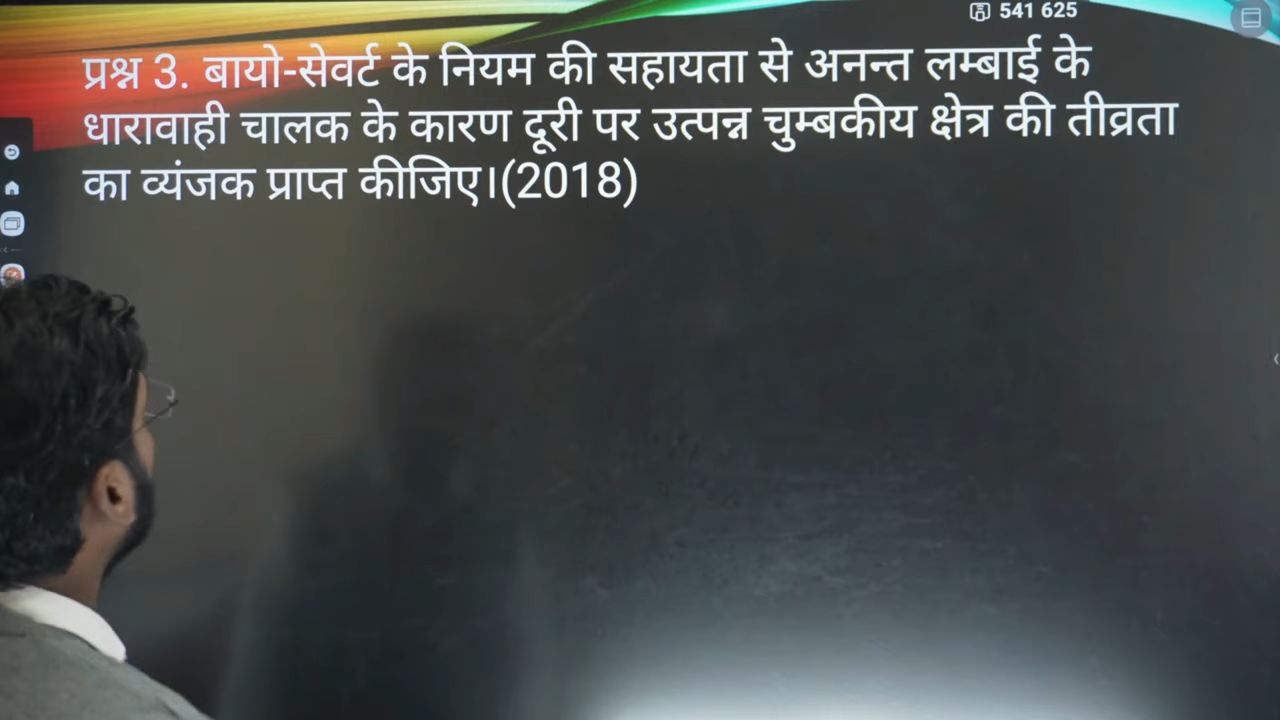 541 625
प्रश्न 3. बायो-सेवर्ट के नियम की सहायता से अनन्त लम्बाई के
धारावाही चालक के कारण दूरी पर उत्पन्न चुम्बकीय क्षेत्र की तीव्रता
का व्यंजक प्राप्त कीजिए।(2018)